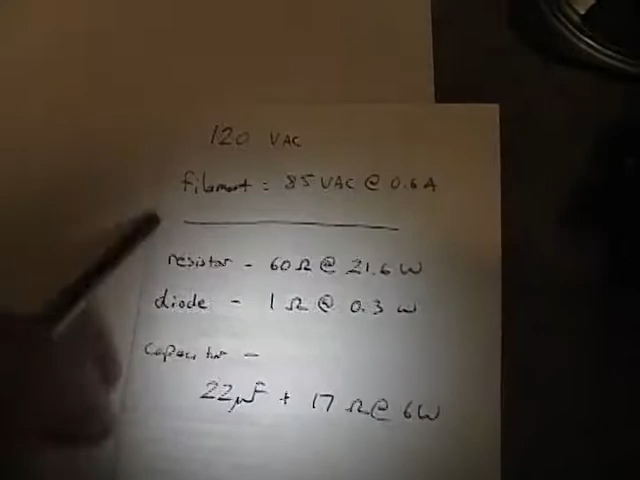 120 VAC
filament : 85 VAC @ 0.6 A
resistor - 60 Ω @ 21.6 W
diode - 1 Ω @ 0.3 W
capacitor -
22µF + 17 Ω @ 6W